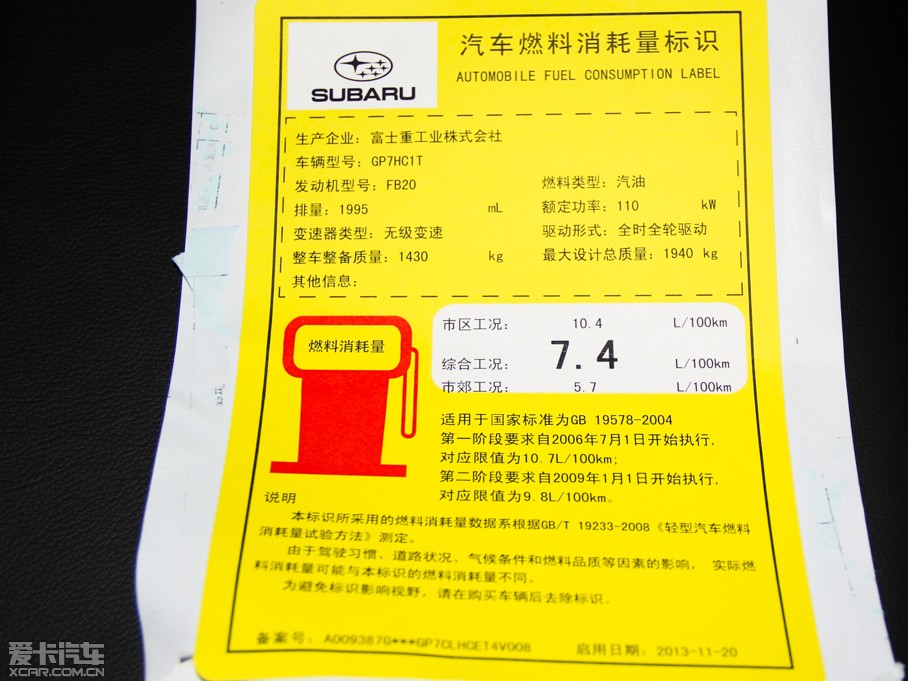 SUBARU
汽车燃料消耗量标识
AUTOMOBILE FUEL CONSUMPTION LABEL
生产企业: 富士重工业株式会社
车辆型号: GP7HC1T
发动机型号: FB20 燃料类型: 汽油
排量: 1995 mL 额定功率: 110 kW
变速器类型: 无级变速 驱动形式: 全时全轮驱动
整车整备质量: 1430 kg 最大设计总质量: 1940 kg
其他信息:
燃料消耗量
市区工况: 10.4 L/100km
综合工况: 7.4 L/100km
市郊工况: 5.7 L/100km
适用于国家标准为GB 19578-2004
第一阶段要求自2006年7月1日开始执行,
对应限值为10.7L/100km;
第二阶段要求自2009年1月1日开始执行,
对应限值为9.8L/100km。
说明
本标识所采用的燃料消耗量数据系根据GB/T 19233-2008《轻型汽车燃料
消耗量试验方法》测定。
由于驾驶习惯、道路状况、气候条件和燃料品质等因素的影响, 实际燃
料消耗量可能与本标识的燃料消耗量不同。
为避免标识影响视野, 请在购买车辆后去除标识.
备案号: A009387G***GP7CLHCET4V008 启用日期: 2013-11-20
爱卡汽车
XCAR.COM.CN